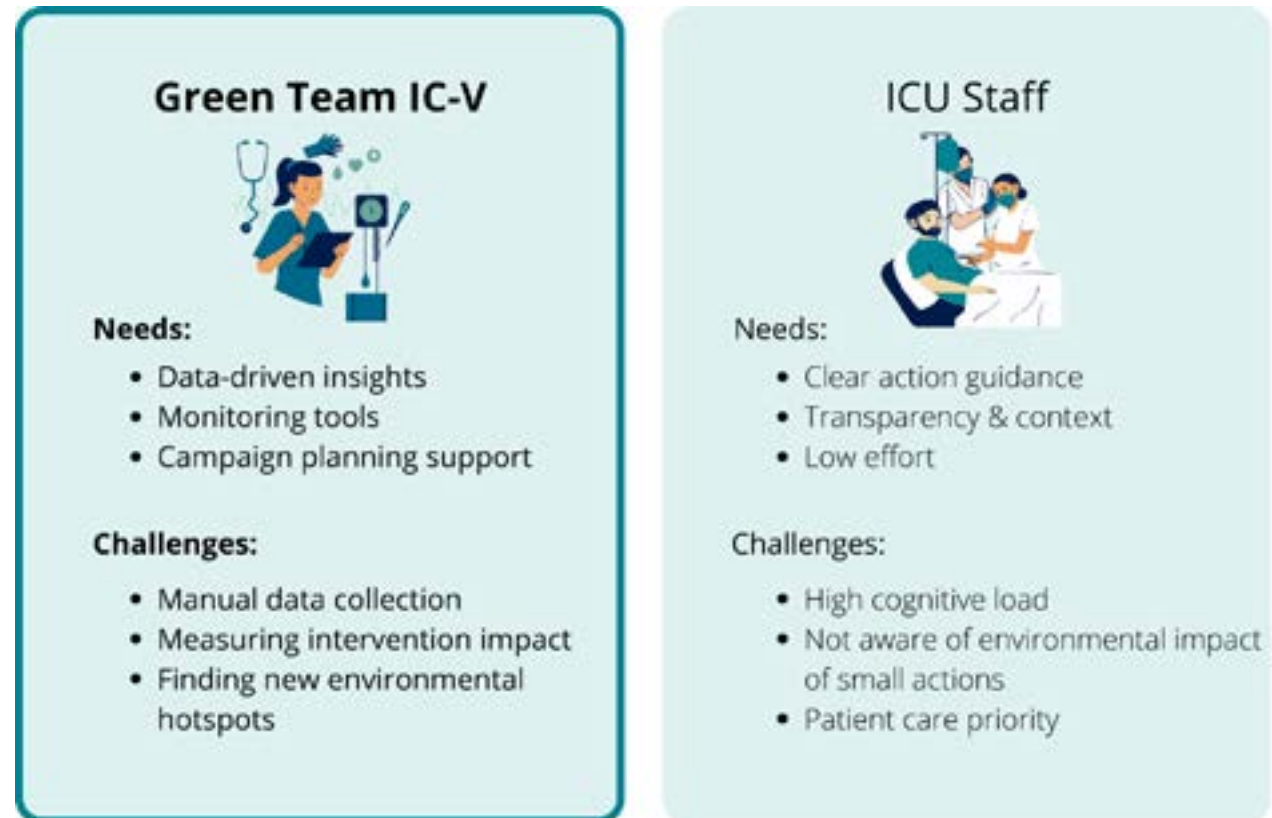 Green Team IC-V
Needs:
• Data-driven insights
• Monitoring tools
• Campaign planning support
Challenges:
• Manual data collection
• Measuring intervention impact
• Finding new environmental
hotspots
ICU Staff
Needs:
• Clear action guidance
• Transparency & context
• Low effort
Challenges:
• High cognitive load
• Not aware of environmental impact
of small actions
• Patient care priority